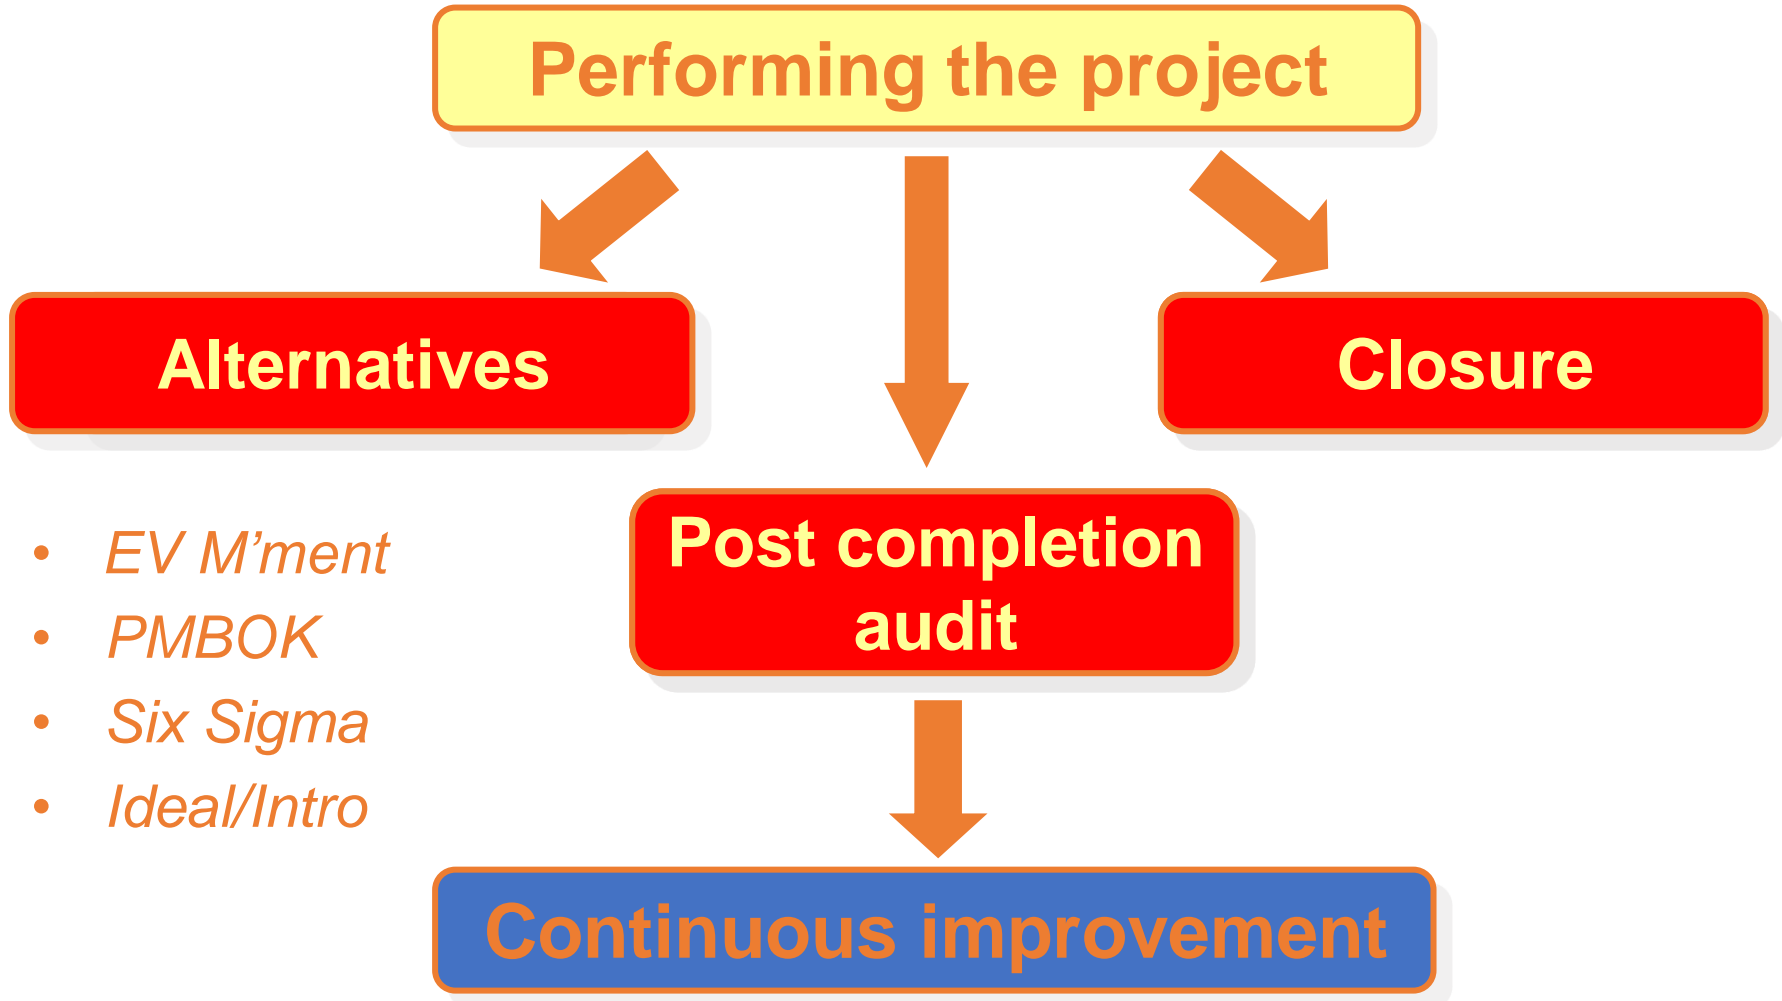 Performing the project
Alternatives
Closure
Post completion
audit
• EV M’ment
• PMBOK
• Six Sigma
• Ideal/Intro
Continuous improvement